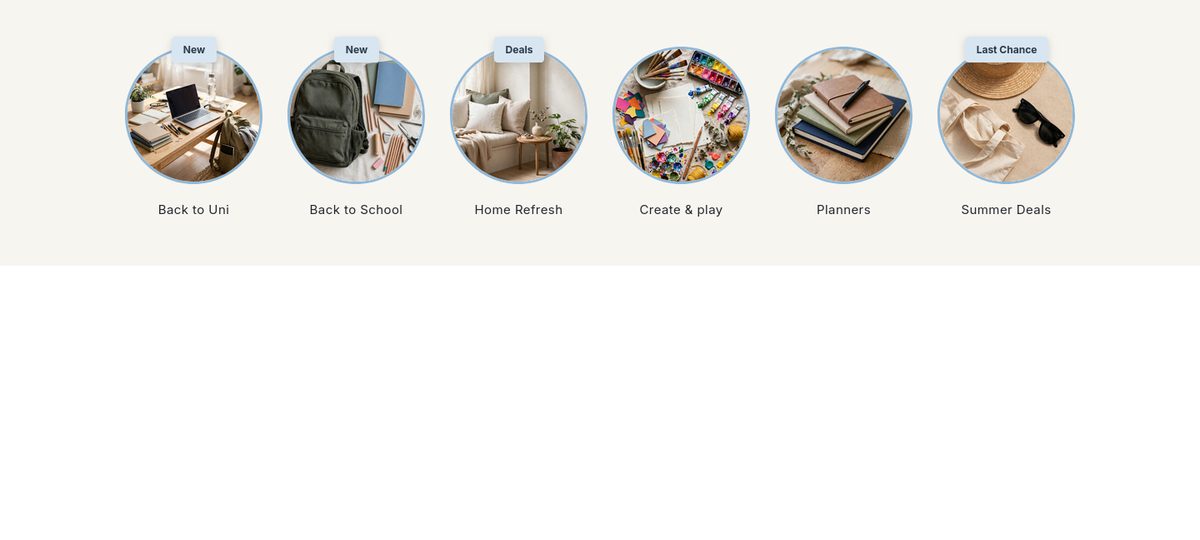 New
New
Deals
Last Chance
Back to Uni
Back to School
Home Refresh
Create & play
Planners
Summer Deals